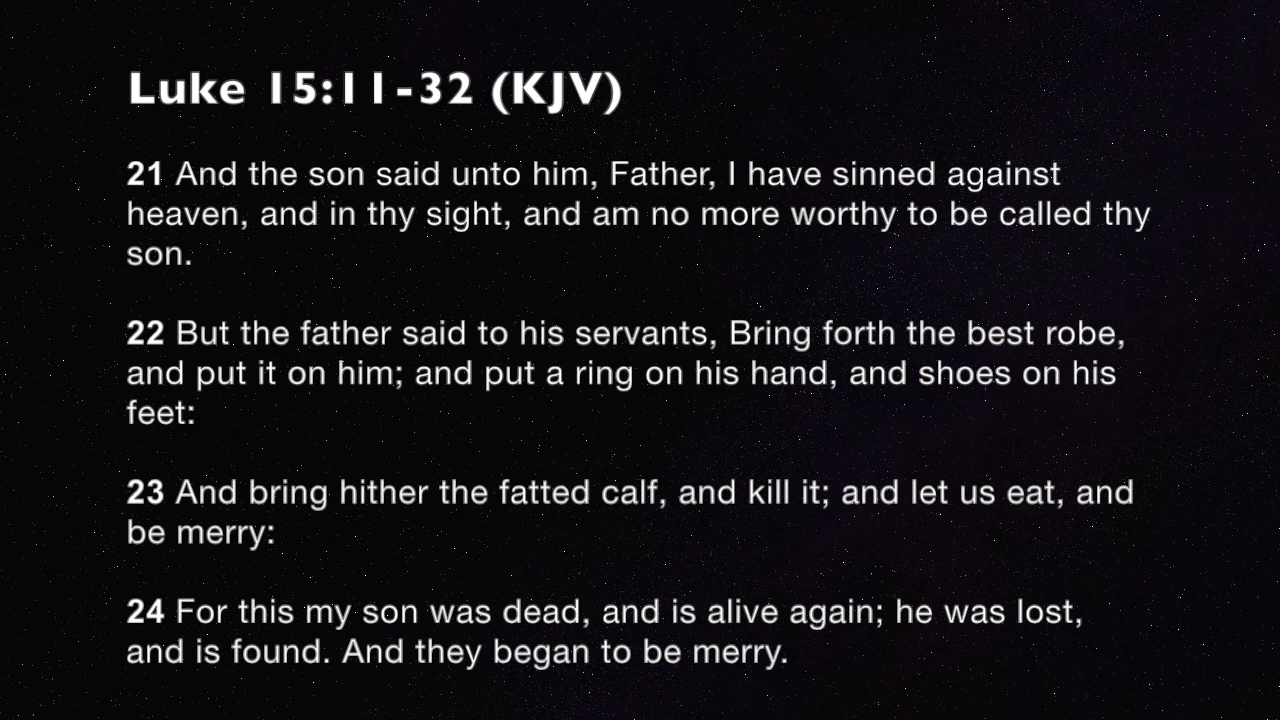 Luke 15:11-32 (KJV)
21 And the son said unto him, Father, I have sinned against
heaven, and in thy sight, and am no more worthy to be called thy
son.
22 But the father said to his servants, Bring forth the best robe,
and put it on him; and put a ring on his hand, and shoes on his
feet:
23 And bring hither the fatted calf, and kill it; and let us eat, and
be merry:
24 For this my son was dead, and is alive again; he was lost,
and is found. And they began to be merry.